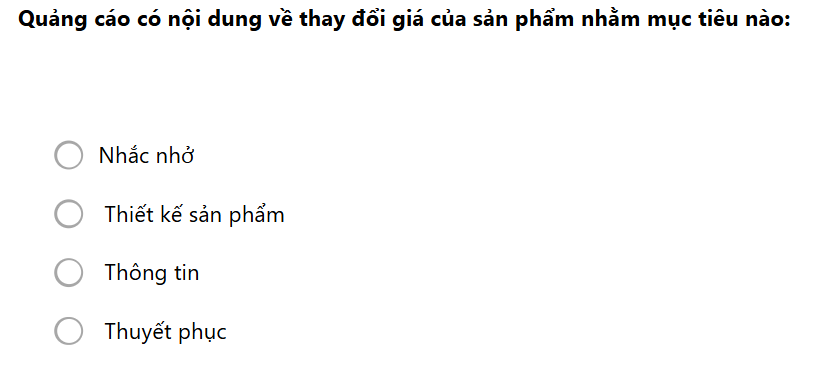 Quảng cáo có nội dung về thay đổi giá của sản phẩm nhằm mục tiêu nào:
Nhắc nhở
Thiết kế sản phẩm
Thông tin
Thuyết phục